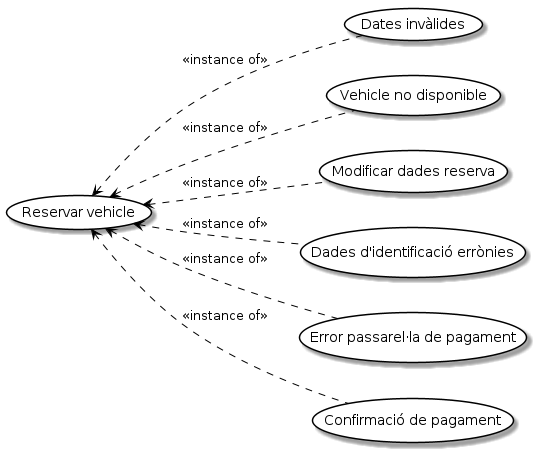 Dates invàlides
«instance of»
Vehicle no disponible
«instance of»
Modificar dades reserva
«instance of»
Reservar vehicle
«instance of»
Dades d'identificació errònies
«instance of»
Error passarel·la de pagament
«instance of»
Confirmació de pagament